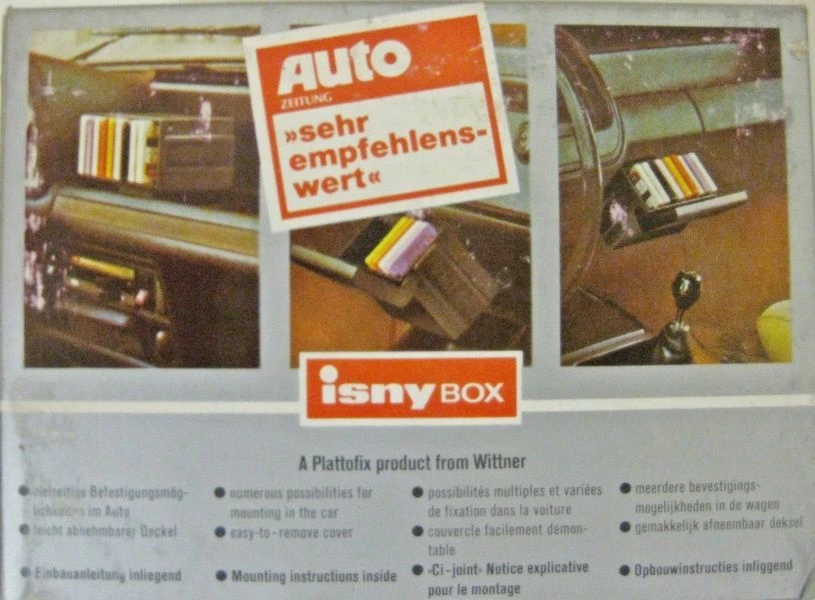 Auto
ZEITUNG
»sehr
empfehlens-
wert«
isny BOX
A Plattofix product from Wittner
● vielseitige Befestigungsmög-
lichkeiten im Auto
● leicht abnehmbarer Deckel
● Einbauanleitung inliegend
● numerous possibilities for
mounting in the car
● easy-to-remove cover
● Mounting instructions inside
● possibilités multiples et variées
de fixation dans la voiture
● couvercle facilement démon-
table
● «Ci-joint» Notice explicative
pour le montage
● meerdere bevestigings-
mogelijkheden in de wagen
● gemakkelijk afneembaar deksel
● Opbouwinstructies inliggend